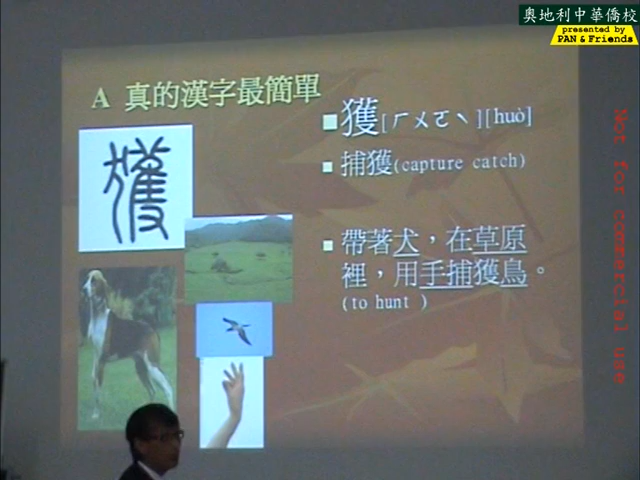 奧地利中華僑校
presented by
PAN & Friends
A 真的漢字最簡單
獲[ㄏㄨㄛˋ][huò]
捕獲(capture catch)
帶著犬，在草原
裡，用手捕獲鳥。
(to hunt )
獲
Not for commercial use